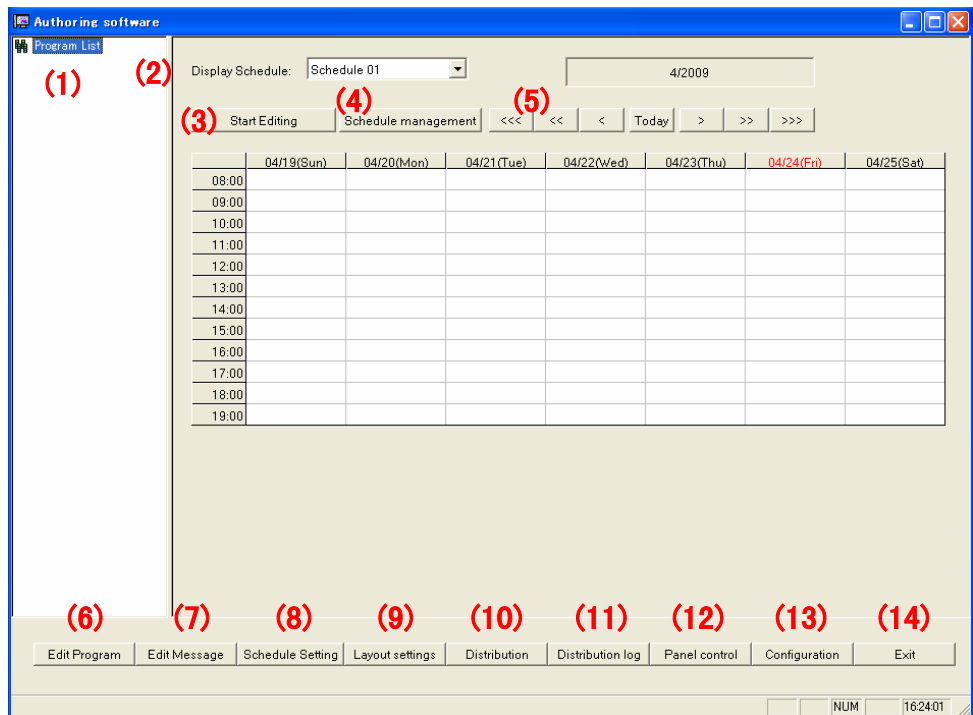 Authoring software
Program List
(1)
(2) Display Schedule: Schedule 01 4/2009
(4) (5)
(3) Start Editing Schedule management <<< << < Today > >> >>>
04/19(Sun) 04/20(Mon) 04/21(Tue) 04/22(Wed) 04/23(Thu) 04/24(Fri) 04/25(Sat)
08:00
09:00
10:00
11:00
12:00
13:00
14:00
15:00
16:00
17:00
18:00
19:00
(6) (7) (8) (9) (10) (11) (12) (13) (14)
Edit Program Edit Message Schedule Setting Layout settings Distribution Distribution log Panel control Configuration Exit
NUM 16:24:01